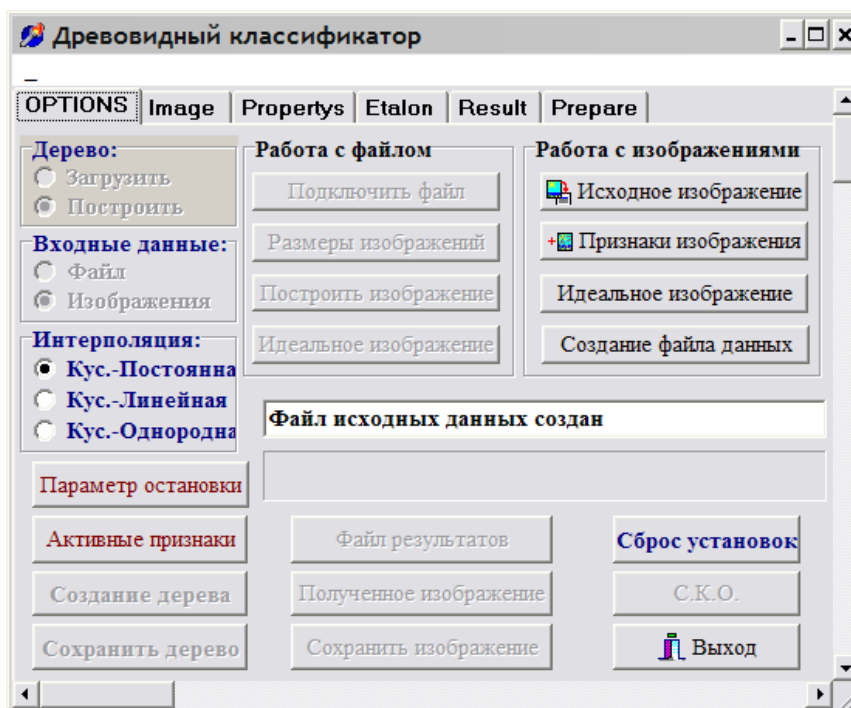 Древовидный классификатор
OPTIONS Image Propertys Etalon Result Prepare
Дерево:
Загрузить
Построить
Входные данные:
Файл
Изображения
Интерполяция:
Кус.-Постоянна
Кус.-Линейная
Кус.-Однородна
Работа с файлом
Подключить файл
Размеры изображений
Построить изображение
Идеальное изображение
Работа с изображениями
Исходное изображение
Признаки изображения
Идеальное изображение
Создание файла данных
Файл исходных данных создан
Параметр остановки
Активные признаки
Создание дерева
Сохранить дерево
Файл результатов
Полученное изображение
Сохранить изображение
Сброс установок
С.К.О.
Выход